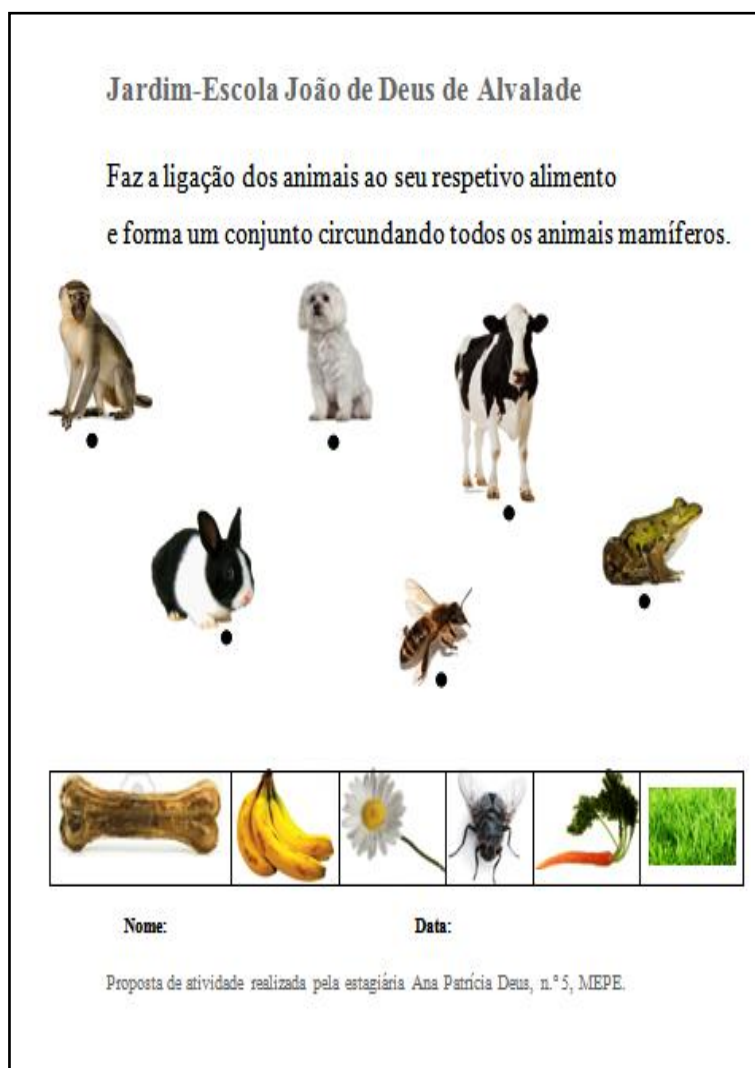 Jardim-Escola João de Deus de Alvalade
Faz a ligação dos animais ao seu respetivo alimento
e forma um conjunto circundando todos os animais mamíferos.
Nome: Data:
Proposta de atividade realizada pela estagiária Ana Patrícia Deus, n.º 5, MEPE.